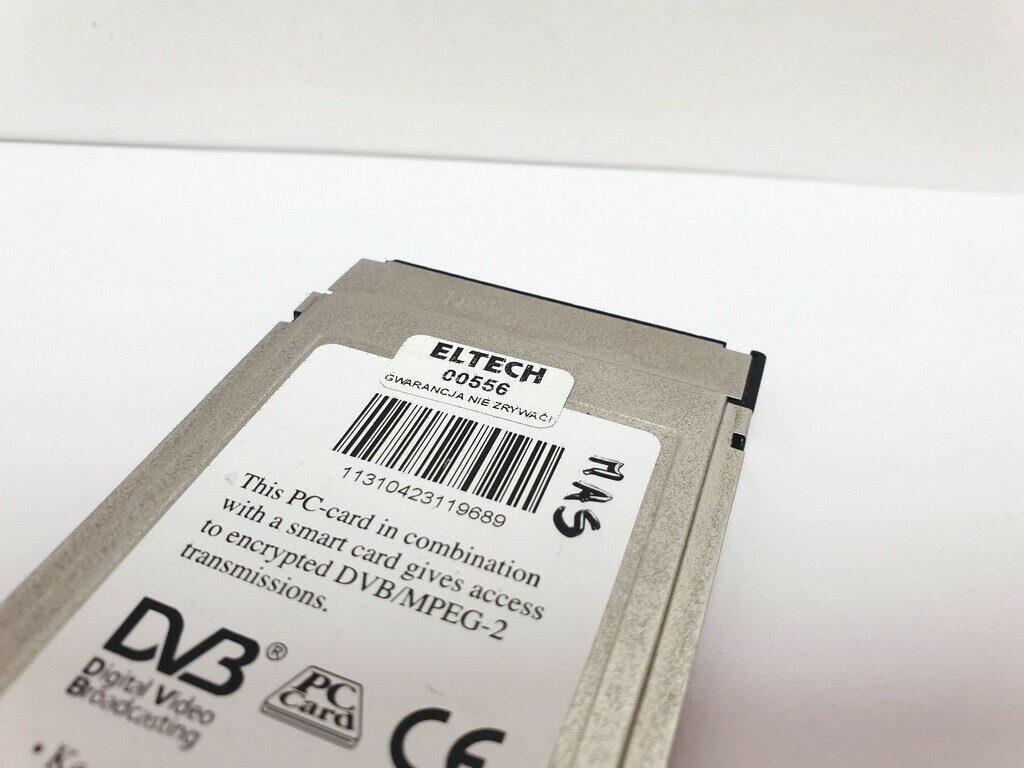 ELTECH
00556
GWARANCJA NIE ZRYWAĆ!
11310423119689
MAS
This PC-card in combination
with a smart card gives access
to encrypted DVB/MPEG-2
transmissions.
DVB®
Digital Video
Broadcasting
PC
Card
CE